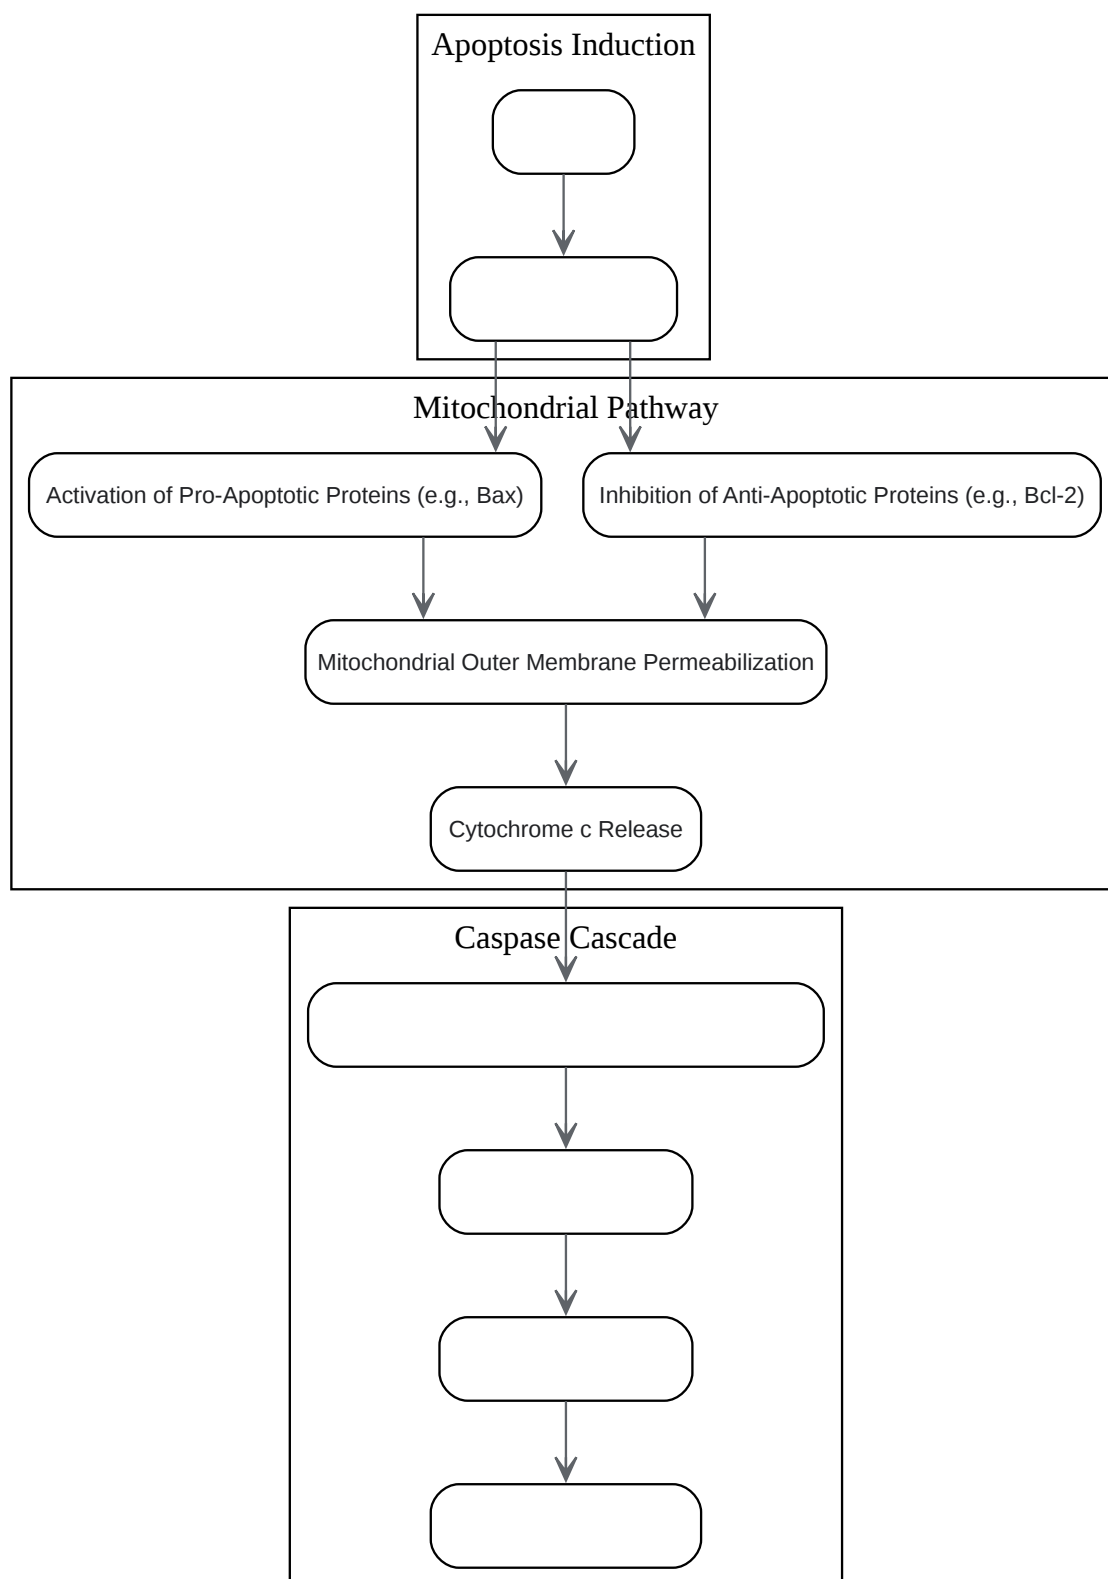 Apoptosis Induction
Mitochondrial Pathway
Activation of Pro-Apoptotic Proteins (e.g., Bax)
Inhibition of Anti-Apoptotic Proteins (e.g., Bcl-2)
Mitochondrial Outer Membrane Permeabilization
Cytochrome c Release
Caspase Cascade